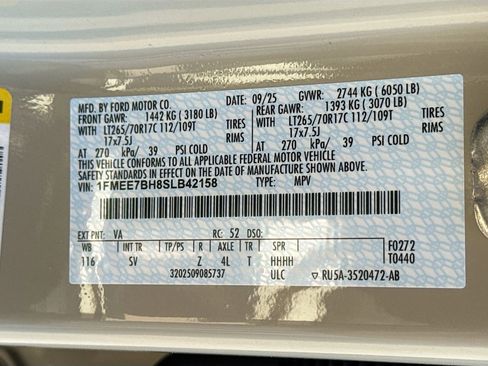 MFD. BY FORD MOTOR CO. 09/25 GVWR: 2744 KG ( 6050 LB)
FRONT GAWR: 1442 KG ( 3180 LB) REAR GAWR: 1393 KG ( 3070 LB)
WITH LT265/70R17C 112/109T TIRES WITH LT265/70R17C 112/109T TIRES
17x7.5J RIMS 17x7.5J RIMS
AT 270 kPa/ 39 PSI COLD AT 270 kPa/ 39 PSI COLD
THIS VEHICLE CONFORMS TO ALL APPLICABLE FEDERAL MOTOR VEHICLE
SAFETY STANDARDS IN EFFECT ON THE DATE OF MANUFACTURE SHOWN ABOVE.
1FMEE7BH8SLB42158 TYPE: MPV
EXT PNT: VA RC: 52 DSO:
WB INT TR TP/PS R AXLE TR SPR F0272
116 SV Z 4L T HHHH T0440
3202509085737 ULC RU5A-3520472-AB